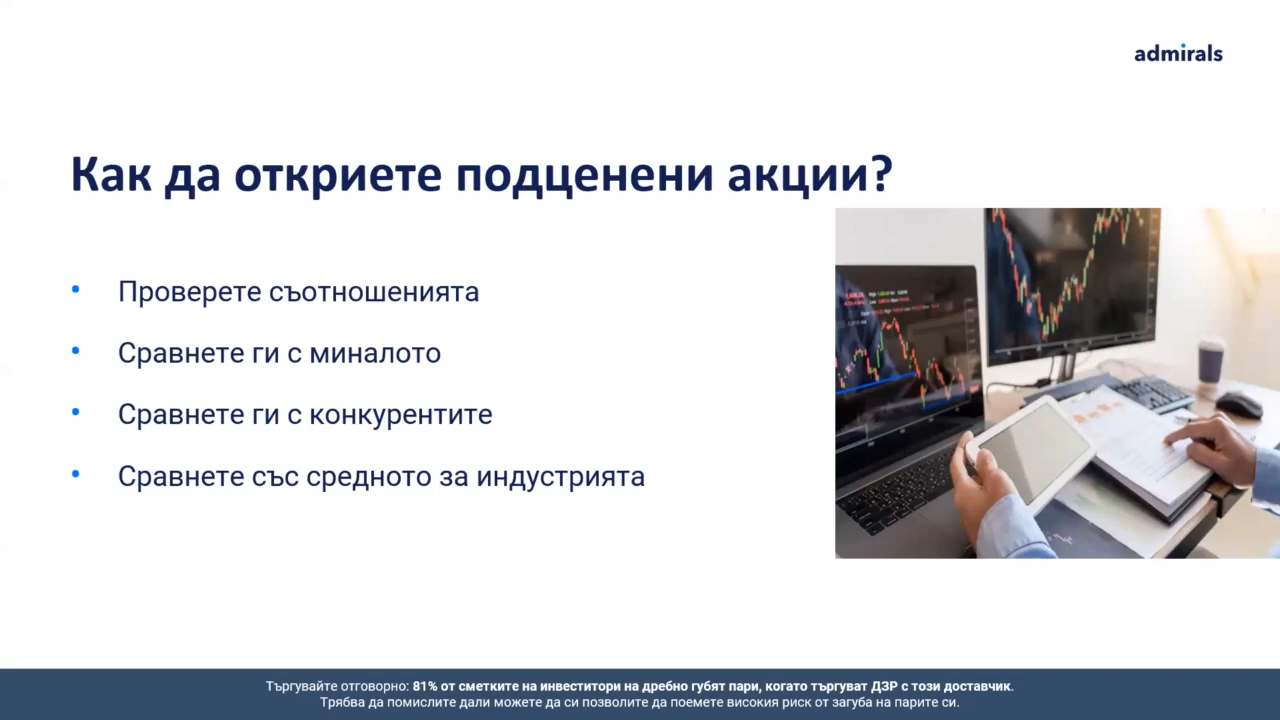 admirals
Как да откриете подценени акции?
• Проверете съотношенията
• Сравнете ги с миналото
• Сравнете ги с конкурентите
• Сравнете със средното за индустрията
Търгувайте отговорно: 81% от сметките на инвеститори на дребно губят пари, когато търгуват ДЗР с този доставчик.
Трябва да помислите дали можете да си позволите да поемете високия риск от загуба на парите си.